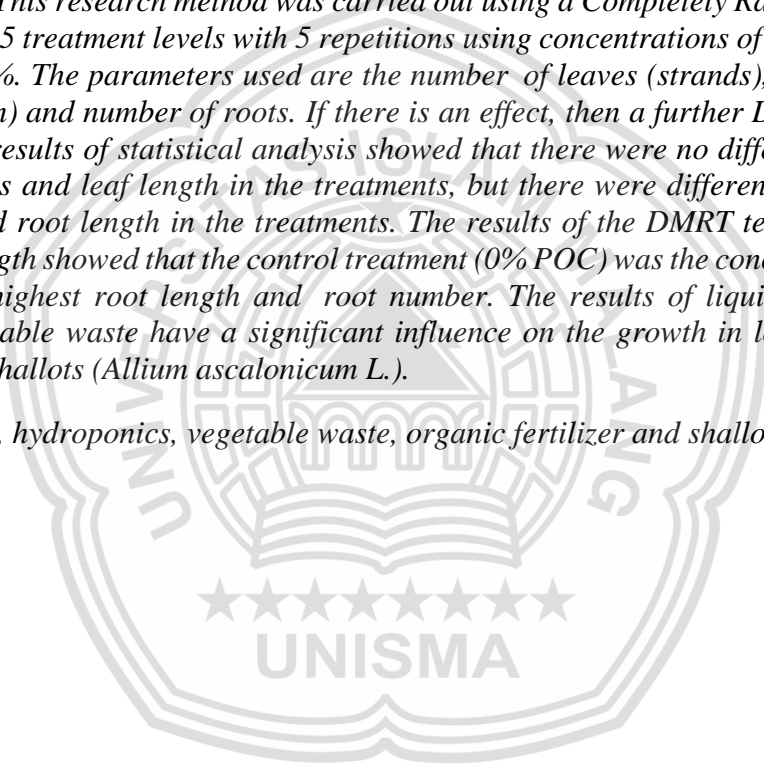 This research method was carried out using a Completely Ra
5 treatment levels with 5 repetitions using concentrations of
%. The parameters used are the number of leaves (strands),
n) and number of roots. If there is an effect, then a further D
results of statistical analysis showed that there were no diffe
s and leaf length in the treatments, but there were differen
d root length in the treatments. The results of the DMRT te
gth showed that the control treatment (0% POC) was the conc
highest root length and root number. The results of liqui
able waste have a significant influence on the growth in le
hallots (Allium ascalonicum L.).
, hydroponics, vegetable waste, organic fertilizer and shallo
UNIVERSITAS ISLAM MALANG
UNISMA